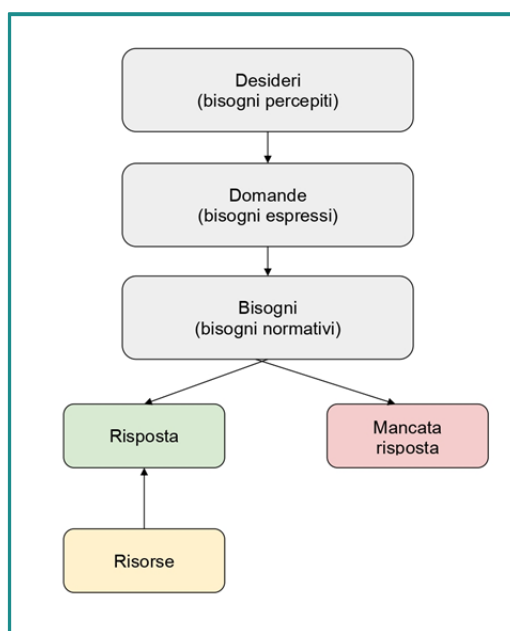 Desideri
(bisogni percepiti)
Domande
(bisogni espressi)
Bisogni
(bisogni normativi)
Risposta
Mancata
risposta
Risorse